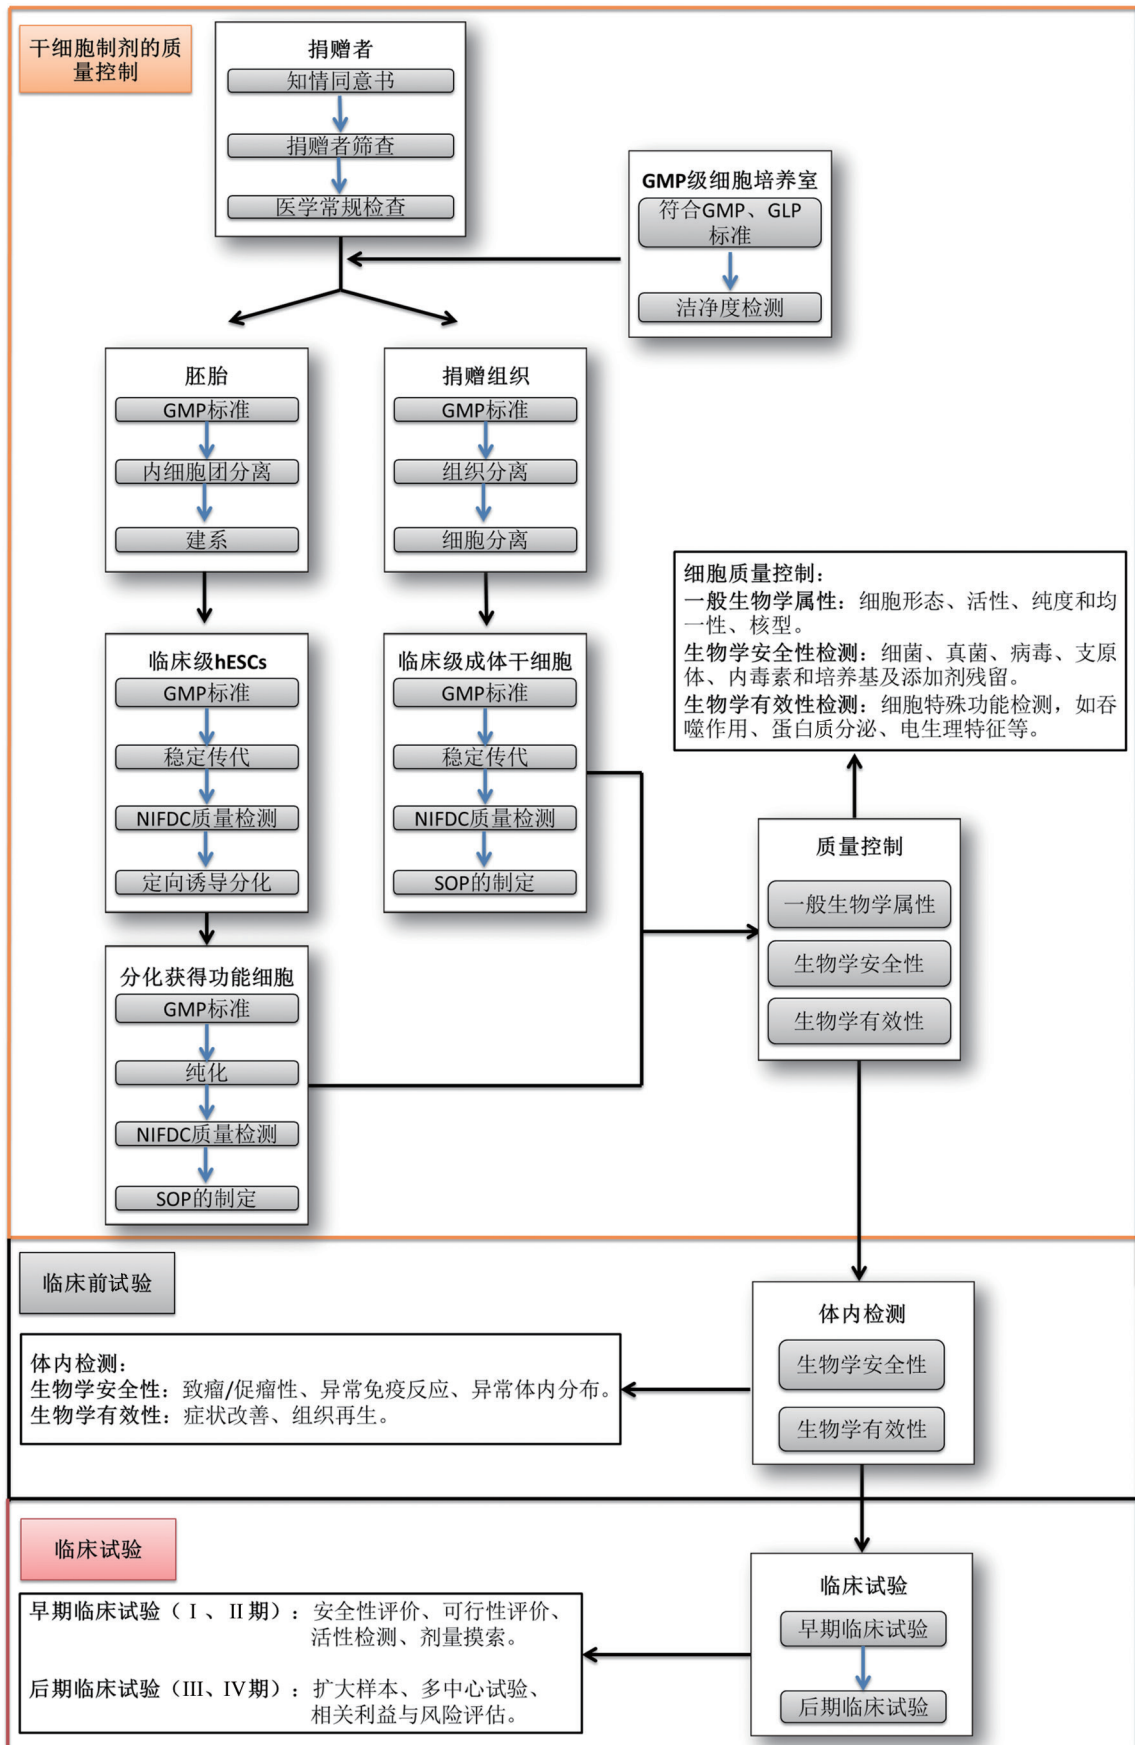 干细胞制剂的质
量控制
捐赠者
知情同意书
捐赠者筛查
医学常规检查
GMP级细胞培养室
符合GMP、GLP
标准
洁净度检测
胚胎
GMP标准
内细胞团分离
建系
捐赠组织
GMP标准
组织分离
细胞分离
临床级hESCs
GMP标准
稳定传代
NIFDC质量检测
定向诱导分化
临床级成体干细胞
GMP标准
稳定传代
NIFDC质量检测
SOP的制定
分化获得功能细胞
GMP标准
纯化
NIFDC质量检测
SOP的制定
细胞质量控制：
一般生物学属性：细胞形态、活性、纯度和均
一性、核型。
生物学安全性检测：细菌、真菌、病毒、支原
体、内毒素和培养基及添加剂残留。
生物学有效性检测：细胞特殊功能检测，如吞
噬作用、蛋白质分泌、电生理特征等。
质量控制
一般生物学属性
生物学安全性
生物学有效性
临床前试验
体内检测：
生物学安全性：致瘤/促瘤性、异常免疫反应、异常体内分布。
生物学有效性：症状改善、组织再生。
体内检测
生物学安全性
生物学有效性
临床试验
早期临床试验（I、II期）：安全性评价、可行性评价、
活性检测、剂量摸索。
后期临床试验（III、IV期）：扩大样本、多中心试验、
相关利益与风险评估。
临床试验
早期临床试验
后期临床试验